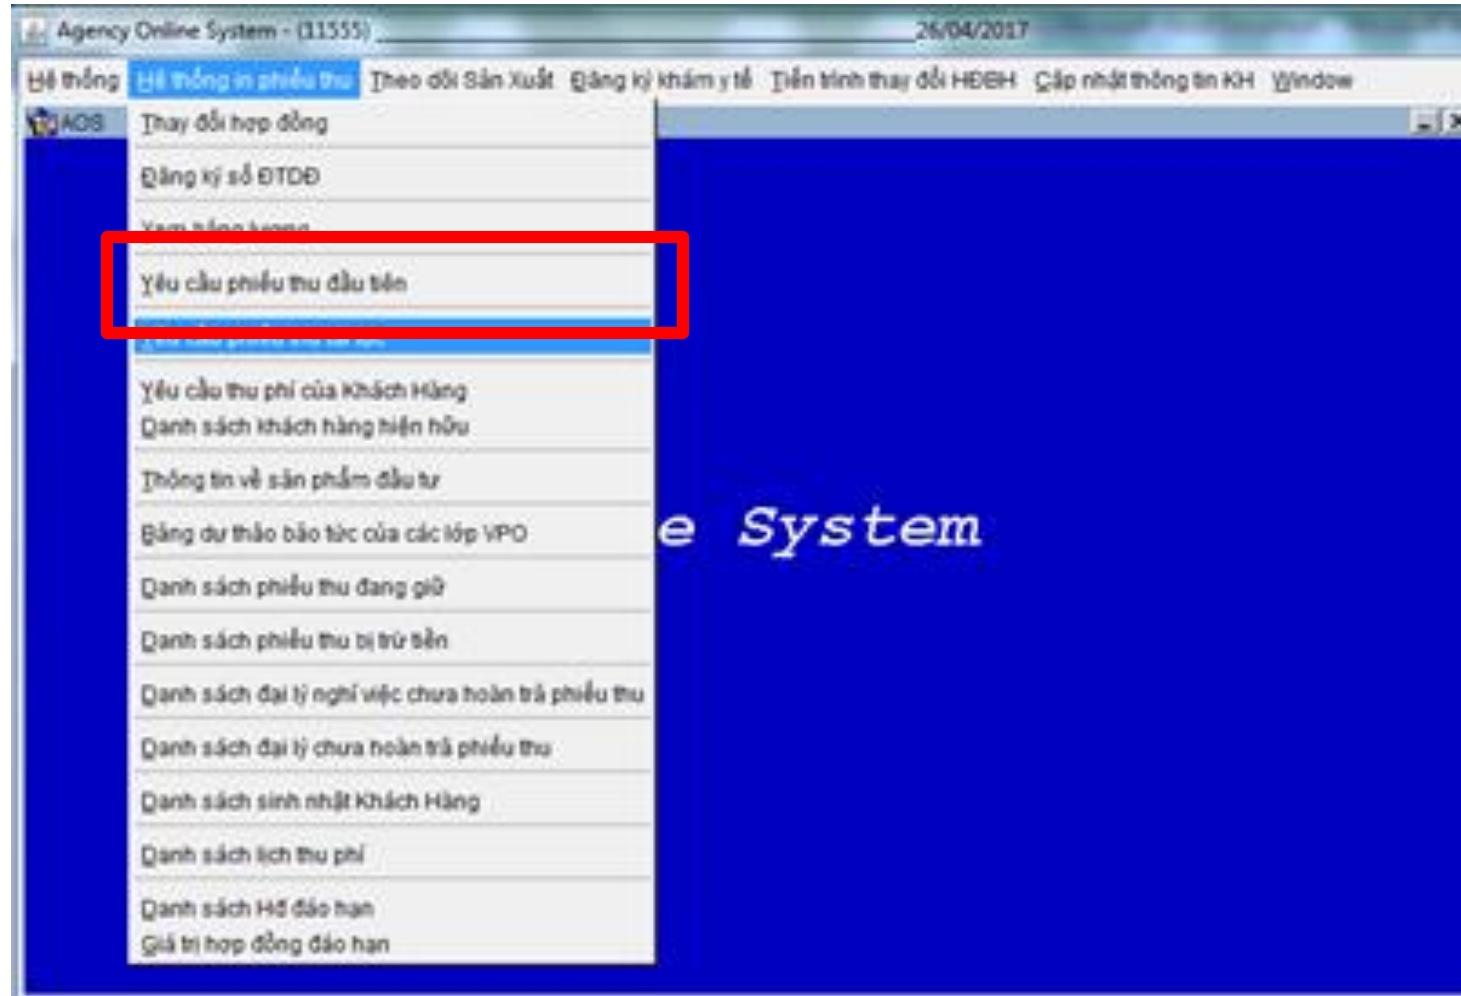 Agency Online System - (11555) 26/04/2017
Hệ thống Hệ thống in phiếu thu Theo dõi Sản Xuất Đăng ký khám y tế Tiến trình thay đổi HĐBH Cập nhật thông tin KH Window
AOS
Thay đổi hợp đồng
Đăng ký số ĐTDĐ
Xem bảng lương
Yêu cầu phiếu thu đầu tiên
Yêu cầu thu phí của Khách Hàng
Danh sách khách hàng hiện hữu
Thông tin về sản phẩm đầu tư
Bảng dự thảo bảo tức của các lớp VPO
e System
Danh sách phiếu thu đang giữ
Danh sách phiếu thu bị trừ tiền
Danh sách đại lý nghỉ việc chưa hoàn trả phiếu thu
Danh sách đại lý chưa hoàn trả phiếu thu
Danh sách sinh nhật Khách Hàng
Danh sách lịch thu phí
Danh sách Hđ đáo hạn
Giá trị hợp đồng đáo hạn